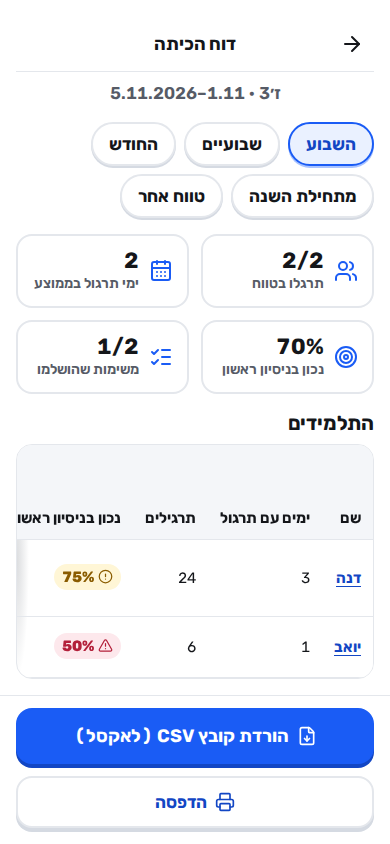 דוח הכיתה
ז׳3 • 1.11–5.11.2026
השבוע
שבועיים
החודש
מתחילת השנה
טווח אחר
2/2
תרגלו בטווח
2
ימי תרגול בממוצע
70%
נכון בניסיון ראשון
1/2
משימות שהושלמו
התלמידים
שם ימים עם תרגול תרגילים נכון בניסיון ראשו
דנה 3 24 75%
יואב 1 6 50%
הורדת קובץ CSV (לאקסל)
הדפסה